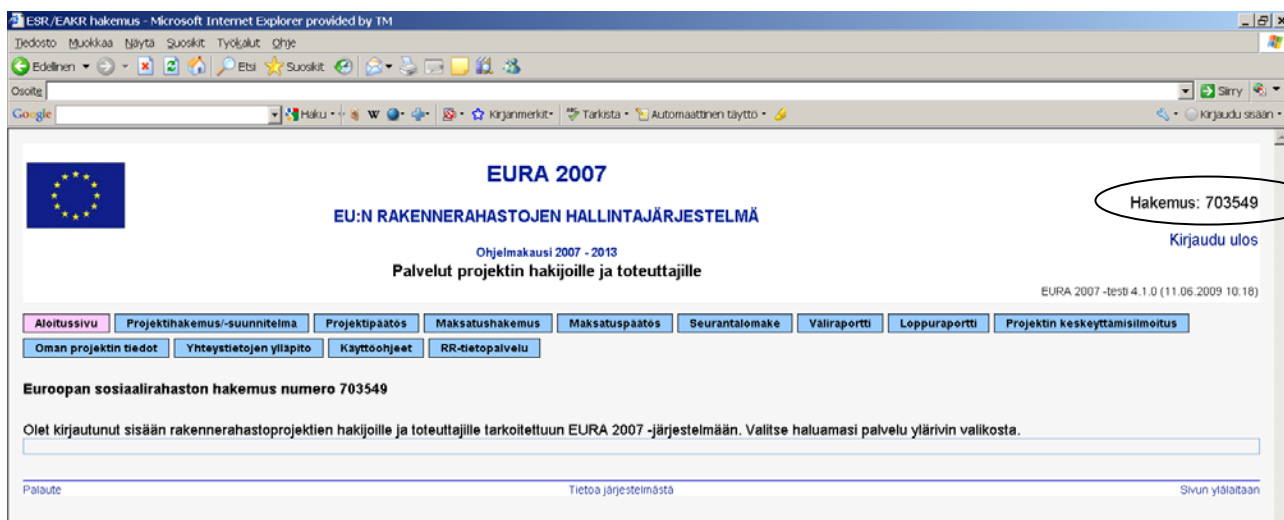 ESR/EAKR hakemus - Microsoft Internet Explorer provided by TM
Tiedosto Muokkaa Näytä Suosikit Työkalut Ohje
Edellinen Etsi Suosikit
Osoite Siirry
Google Haku W Kirjanmerkit Tarkista Automaattinen täyttö Kirjaudu sisään
EURA 2007
Hakemus: 703549
EU:N RAKENNERAHASTOJEN HALLINTAJÄRJESTELMÄ
Kirjaudu ulos
Ohjelmakausi 2007 - 2013
Palvelut projektin hakijoille ja toteuttajille
EURA 2007 -testi 4.1.0 (11.06.2009 10:18)
Aloitussivu Projektihakemus/-suunnitelma Projektipäätös Maksatushakemus Maksatuspäätös Seurantalomake Väliraportti Loppuraportti Projektin keskeyttämisilmoitus
Oman projektin tiedot Yhteystietojen ylläpito Käyttöohjeet RR-tietopalvelu
Euroopan sosiaalirahaston hakemus numero 703549
Olet kirjautunut sisään rakennerahastoprojektien hakijoille ja toteuttajille tarkoitettuun EURA 2007 -järjestelmään. Valitse haluamasi palvelu ylärivin valikosta.
Palaute Tietoa järjestelmästä Sivun ylälaitaan